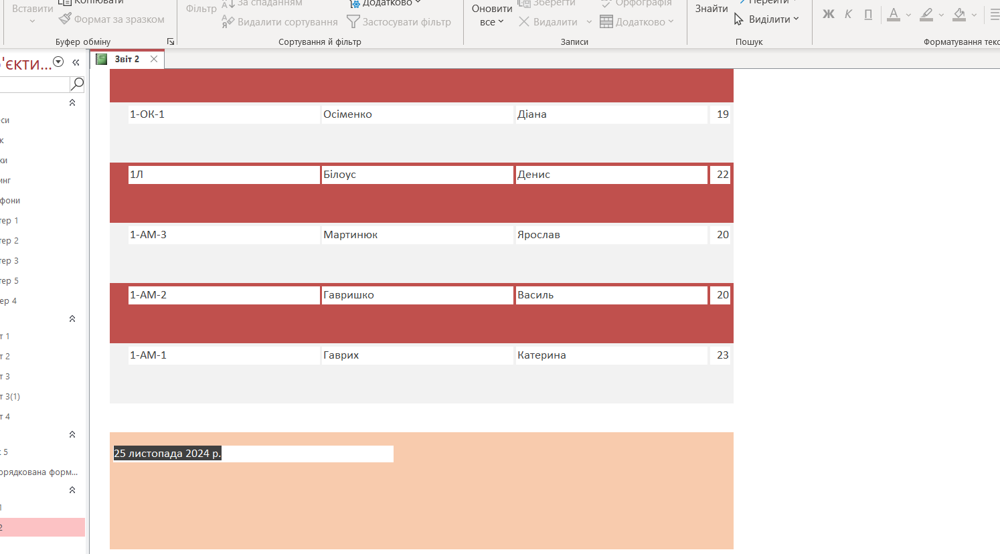 Вставити
Копіювати
Формат за зразком
Буфер обміну
Фільтр
За спаданням
Видалити сортування
Додатково
Застосувати фільтр
Сортування й фільтр
Оновити
все
Зберегти
Видалити
Орфографія
Додатково
Записи
Знайти
Перейти
Виділити
Пошук
Ж К П А
Форматування текс
'єкти...
Звіт 2
си
к
ки
инг
фони
тер 1
тер 2
тер 3
тер 5
ер 4
т 1
т 2
т 3
т 3(1)
т 4
5
орядкована форм...
1
2
1-ОК-1 Осіменко Діана 19
1Л Білоус Денис 22
1-АМ-3 Мартинюк Ярослав 20
1-АМ-2 Гавришко Василь 20
1-АМ-1 Гаврих Катерина 23
25 листопада 2024 р.